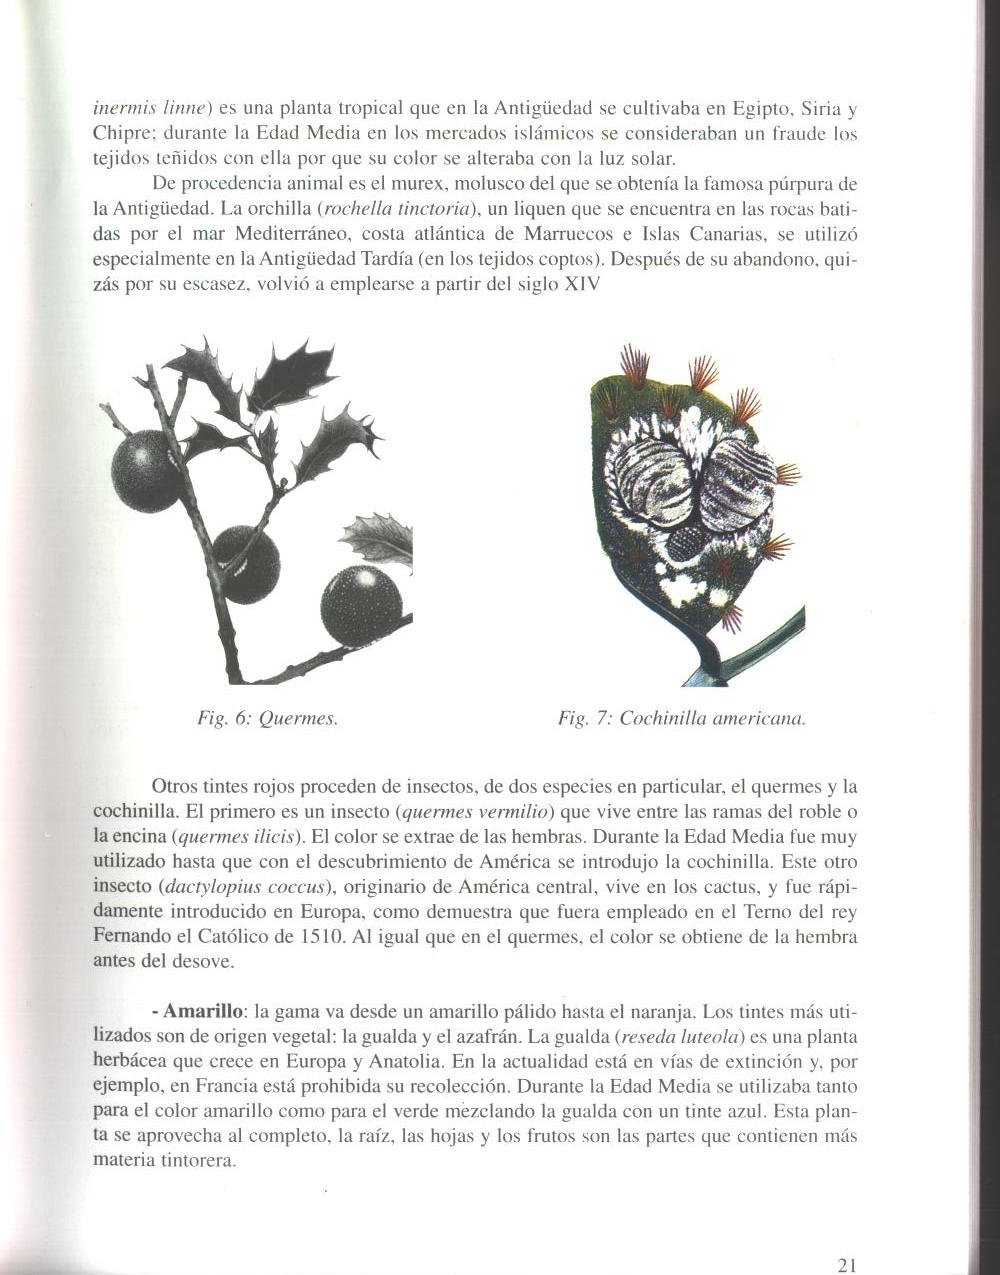 inermis linne) es una planta tropical que en la Antigüedad se cultivaba en Egipto, Siria y
Chipre; durante la Edad Media en los mercados islámicos se consideraban un fraude los
tejidos teñidos con ella por que su color se alteraba con la luz solar.
De procedencia animal es el murex, molusco del que se obtenía la famosa púrpura de
la Antigüedad. La orchilla (rochella tinctoria), un liquen que se encuentra en las rocas bati-
das por el mar Mediterráneo, costa atlántica de Marruecos e Islas Canarias, se utilizó
especialmente en la Antigüedad Tardía (en los tejidos coptos). Después de su abandono, qui-
zás por su escasez, volvió a emplearse a partir del siglo XIV
Fig. 6: Quermes.
Fig. 7: Cochinilla americana.
Otros tintes rojos proceden de insectos, de dos especies en particular, el quermes y la
cochinilla. El primero es un insecto (quermes vermilio) que vive entre las ramas del roble o
la encina (quermes ilicis). El color se extrae de las hembras. Durante la Edad Media fue muy
utilizado hasta que con el descubrimiento de América se introdujo la cochinilla. Este otro
insecto (dactylopius coccus), originario de América central, vive en los cactus, y fue rápi-
damente introducido en Europa, como demuestra que fuera empleado en el Terno del rey
Fernando el Católico de 1510. Al igual que en el quermes, el color se obtiene de la hembra
antes del desove.
- Amarillo: la gama va desde un amarillo pálido hasta el naranja. Los tintes más uti-
lizados son de origen vegetal: la gualda y el azafrán. La gualda (reseda luteola) es una planta
herbácea que crece en Europa y Anatolia. En la actualidad está en vías de extinción y, por
ejemplo, en Francia está prohibida su recolección. Durante la Edad Media se utilizaba tanto
para el color amarillo como para el verde mezclando la gualda con un tinte azul. Esta plan-
ta se aprovecha al completo, la raíz, las hojas y los frutos son las partes que contienen más
materia tintorera.
21